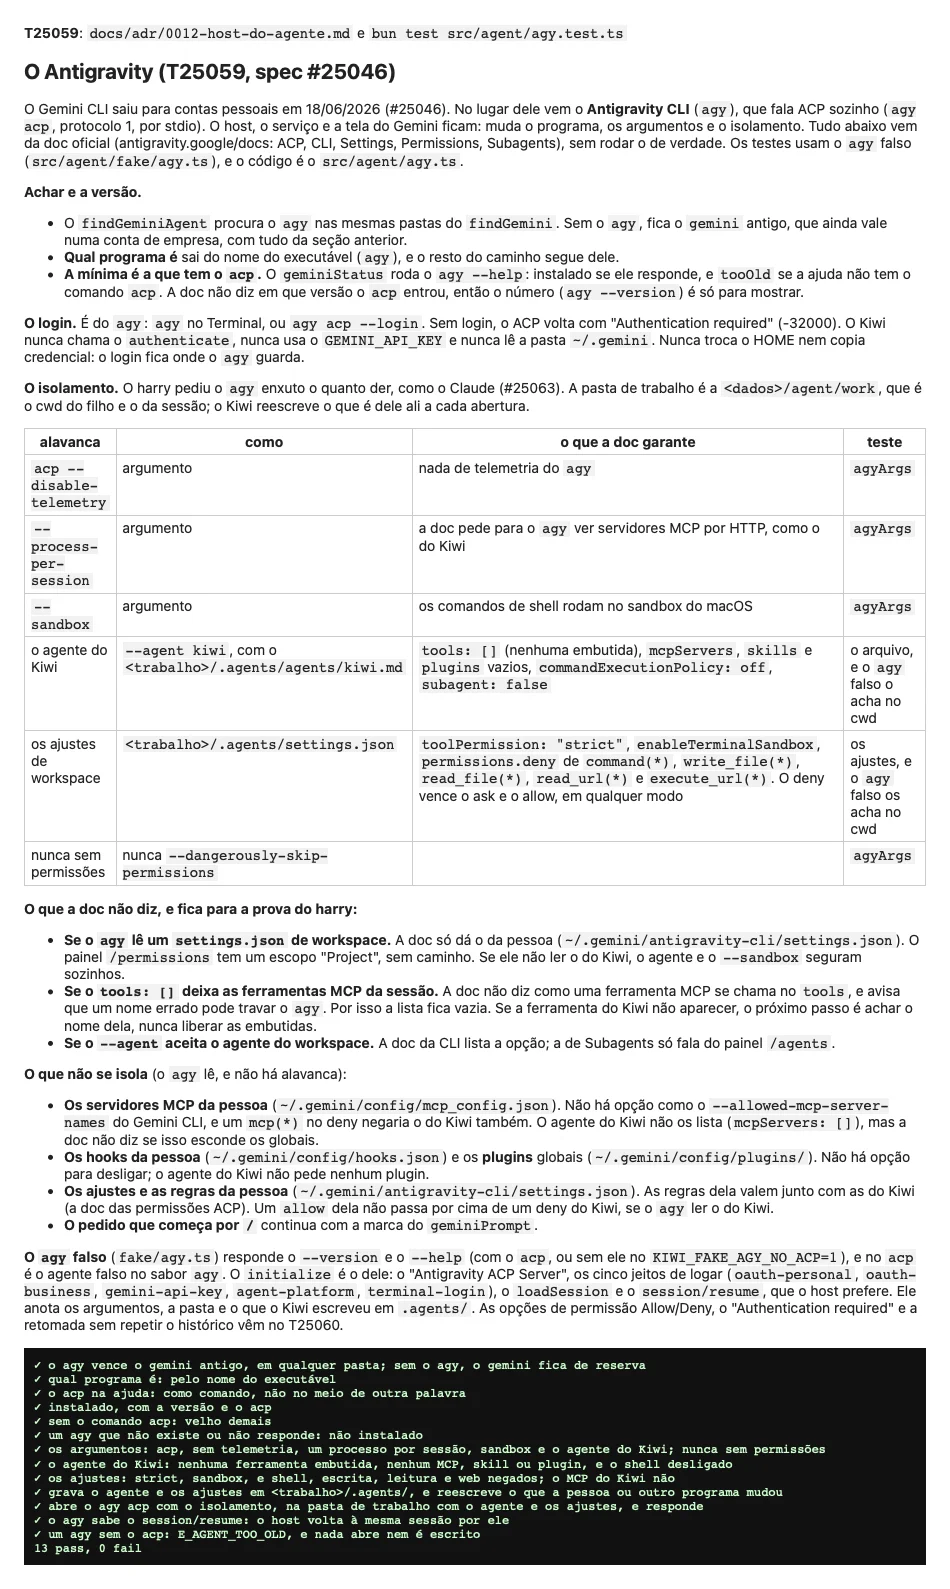 T25059: docs/adr/0012-host-do-agente.md e bun test src/agent/agy.test.ts
O Antigravity (T25059, spec #25046)
O Gemini CLI saiu para contas pessoais em 18/06/2026 (#25046). No lugar dele vem o Antigravity CLI (agy), que fala ACP sozinho (agy
acp, protocolo 1, por stdio). O host, o serviço e a tela do Gemini ficam: muda o programa, os argumentos e o isolamento. Tudo abaixo vem
da doc oficial (antigravity.google/docs: ACP, CLI, Settings, Permissions, Subagents), sem rodar o de verdade. Os testes usam o agy falso
(src/agent/fake/agy.ts), e o código é o src/agent/agy.ts.
Achar e a versão.
• O findGeminiAgent procura o agy nas mesmas pastas do findGemini. Sem o agy, fica o gemini antigo, que ainda vale
numa conta de empresa, com tudo da seção anterior.
• Qual programa é sai do nome do executável (agy), e o resto do caminho segue dele.
• A mínima é a que tem o acp. O geminiStatus roda o agy --help: instalado se ele responde, e tooOld se a ajuda não tem o
comando acp. A doc não diz em que versão o acp entrou, então o número (agy --version) é só para mostrar.
O login. É do agy: agy no Terminal, ou agy acp --login. Sem login, o ACP volta com "Authentication required" (-32000). O Kiwi
nunca chama o authenticate, nunca usa o GEMINI_API_KEY e nunca lê a pasta ~/.gemini. Nunca troca o HOME nem copia
credencial: o login fica onde o agy guarda.
O isolamento. O harry pediu o agy enxuto o quanto der, como o Claude (#25063). A pasta de trabalho é a <dados>/agent/work, que é
o cwd do filho e o da sessão; o Kiwi reescreve o que é dele ali a cada abertura.
alavanca como o que a doc garante teste
acp --
disable-
telemetry
argumento
nada de telemetria do agy
agyArgs
--
process-
per-
session
argumento
a doc pede para o agy ver servidores MCP por HTTP, como o
do Kiwi
agyArgs
--
sandbox
argumento
os comandos de shell rodam no sandbox do macOS
agyArgs
o agente do
Kiwi
--agent kiwi, com o
<trabalho>/.agents/agents/kiwi.md
tools: [] (nenhuma embutida), mcpServers, skills e
plugins vazios, commandExecutionPolicy: off,
subagent: false
o arquivo,
e o agy
falso o
acha no
cwd
os ajustes
de
workspace
<trabalho>/.agents/settings.json
toolPermission: "strict", enableTerminalSandbox,
permissions.deny de command(*), write_file(*),
read_file(*), read_url(*) e execute_url(*). O deny
vence o ask e o allow, em qualquer modo
os
ajustes, e
o agy
falso os
acha no
cwd
nunca sem
permissões
nunca --dangerously-skip-
permissions
agyArgs
O que a doc não diz, e fica para a prova do harry:
• Se o agy lê um settings.json de workspace. A doc só dá o da pessoa (~/.gemini/antigravity-cli/settings.json). O
painel /permissions tem um escopo "Project", sem caminho. Se ele não ler o do Kiwi, o agente e o --sandbox seguram
sozinhos.
• Se o tools: [] deixa as ferramentas MCP da sessão. A doc não diz como uma ferramenta MCP se chama no tools, e avisa
que um nome errado pode travar o agy. Por isso a lista fica vazia. Se a ferramenta do Kiwi não aparecer, o próximo passo é achar o
nome dela, nunca liberar as embutidas.
• Se o --agent aceita o agente do workspace. A doc da CLI lista a opção; a de Subagents só fala do painel /agents.
O que não se isola (o agy lê, e não há alavanca):
• Os servidores MCP da pessoa (~/.gemini/config/mcp_config.json). Não há opção como o --allowed-mcp-server-
names do Gemini CLI, e um mcp(*) no deny negaria o do Kiwi também. O agente do Kiwi não os lista (mcpServers: []), mas a
doc não diz se isso esconde os globais.
• Os hooks da pessoa (~/.gemini/config/hooks.json) e os plugins globais (~/.gemini/config/plugins/). Não há opção
para desligar; o agente do Kiwi não pede nenhum plugin.
• Os ajustes e as regras da pessoa (~/.gemini/antigravity-cli/settings.json). As regras dela valem junto com as do Kiwi
(a doc das permissões ACP). Um allow dela não passa por cima de um deny do Kiwi, se o agy ler o do Kiwi.
• O pedido que começa por / continua com a marca do geminiPrompt.
O agy falso (fake/agy.ts) responde o --version e o --help (com o acp, ou sem ele no KIWI_FAKE_AGY_NO_ACP=1), e no acp
é o agente falso no sabor agy. O initialize é o dele: o "Antigravity ACP Server", os cinco jeitos de logar (oauth-personal, oauth-
business, gemini-api-key, agent-platform, terminal-login), o loadSession e o session/resume, que o host prefere. Ele
anota os argumentos, a pasta e o que o Kiwi escreveu em .agents/. As opções de permissão Allow/Deny, o "Authentication required" e a
retomada sem repetir o histórico vêm no T25060.
✓ o agy vence o gemini antigo, em qualquer pasta; sem o agy, o gemini fica de reserva
✓ qual programa é: pelo nome do executável
✓ o acp na ajuda: como comando, não no meio de outra palavra
✓ instalado, com a versão e o acp
✓ sem o comando acp: velho demais
✓ um agy que não existe ou não responde: não instalado
✓ os argumentos: acp, sem telemetria, um processo por sessão, sandbox e o agente do Kiwi; nunca sem permissões
✓ o agente do Kiwi: nenhuma ferramenta embutida, nenhum MCP, skill ou plugin, e o shell desligado
✓ os ajustes: strict, sandbox, e shell, escrita, leitura e web negados; o MCP do Kiwi não
✓ grava o agente e os ajustes em <trabalho>/.agents/, e reescreve o que a pessoa ou outro programa mudou
✓ abre o agy acp com o isolamento, na pasta de trabalho com o agente e os ajustes, e responde
✓ o agy sabe o session/resume: o host volta à mesma sessão por ele
✓ um agy sem o acp: E_AGENT_TOO_OLD, e nada abre nem é escrito
13 pass, 0 fail